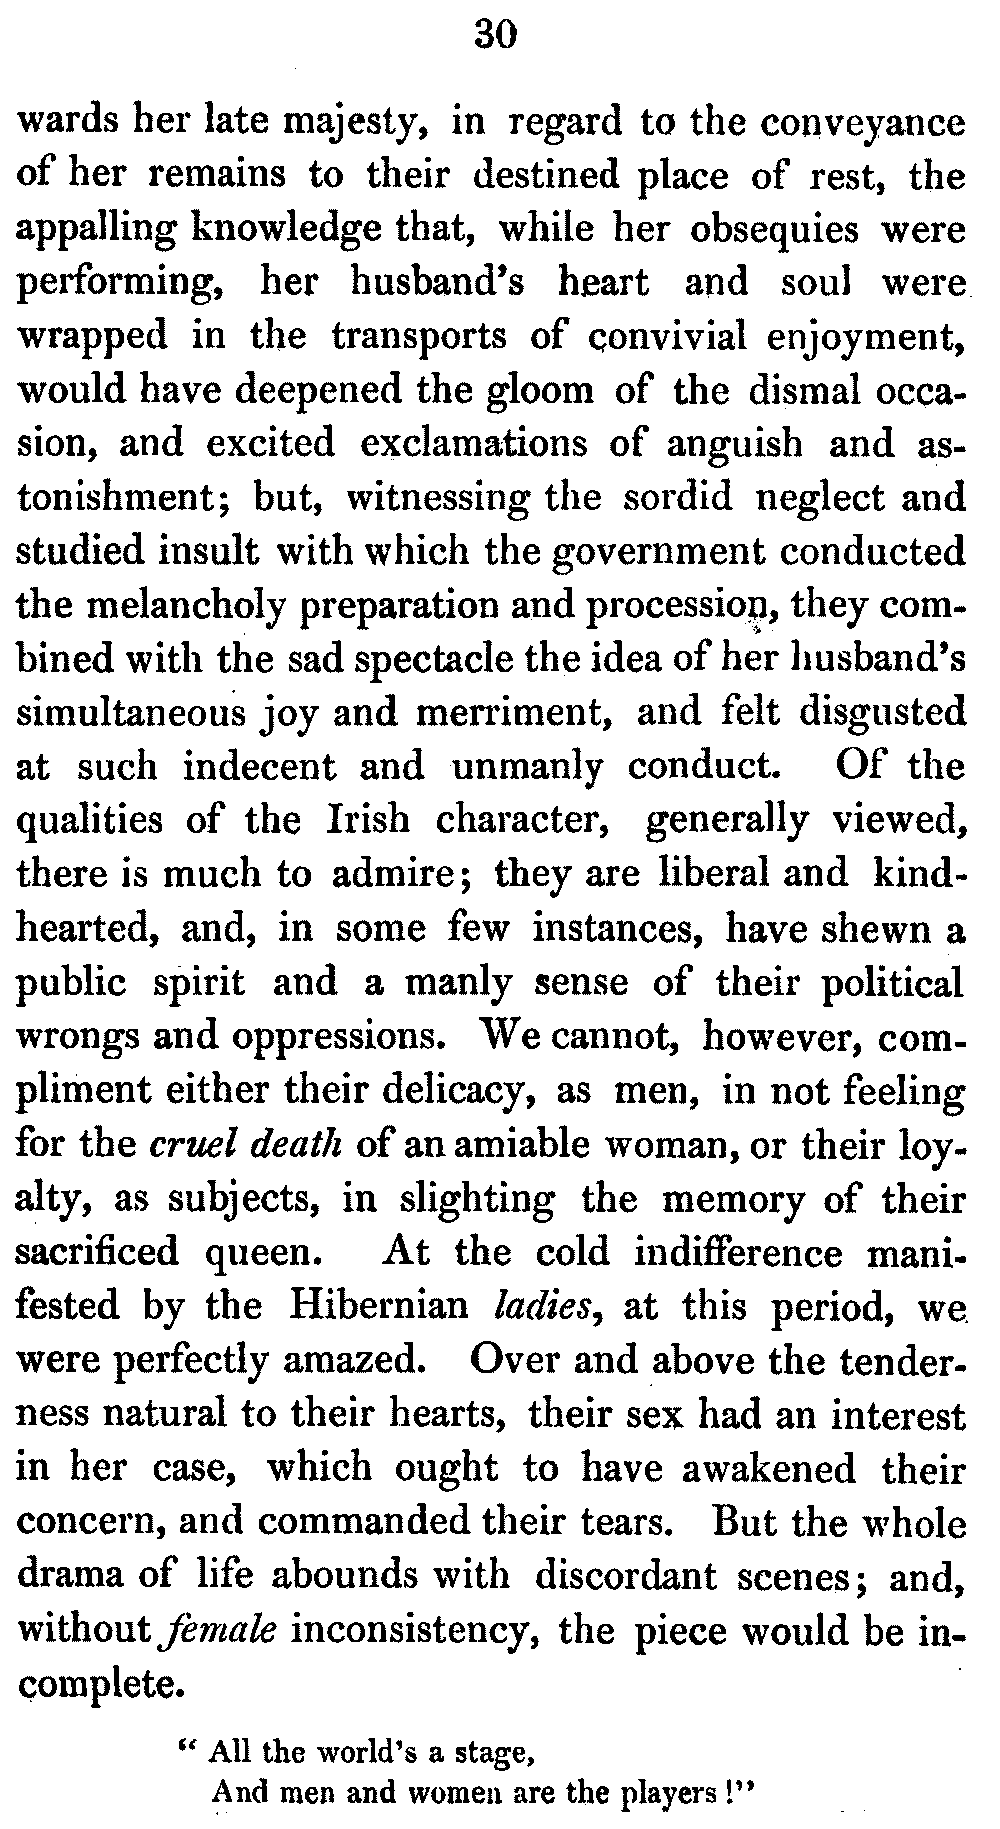 30
wards her late majesty, in regard to the conveyance
of her remains to their destined place of rest, the
appalling knowledge that, while her obsequies were
performing, her husband's heart and soul were
wrapped in the transports of convivial enjoyment,
would have deepened the gloom of the dismal occa-
sion, and excited exclamations of anguish and as-
tonishment; but, witnessing the sordid neglect and
studied insult with which the government conducted
the melancholy preparation and procession, they com-
bined with the sad spectacle the idea of her husband's
simultaneous joy and merriment, and felt disgusted
at such indecent and unmanly conduct. Of the
qualities of the Irish character, generally viewed,
there is much to admire; they are liberal and kind-
hearted, and, in some few instances, have shewn a
public spirit and a manly sense of their political
wrongs and oppressions. We cannot, however, com-
pliment either their delicacy, as men, in not feeling
for the cruel death of an amiable woman, or their loy-
alty, as subjects, in slighting the memory of their
sacrificed queen. At the cold indifference mani-
fested by the Hibernian ladies, at this period, we
were perfectly amazed. Over and above the tender-
ness natural to their hearts, their sex had an interest
in her case, which ought to have awakened their
concern, and commanded their tears. But the whole
drama of life abounds with discordant scenes; and,
without female inconsistency, the piece would be in-
complete.
“ All the world's a stage,
And men and women are the players !”